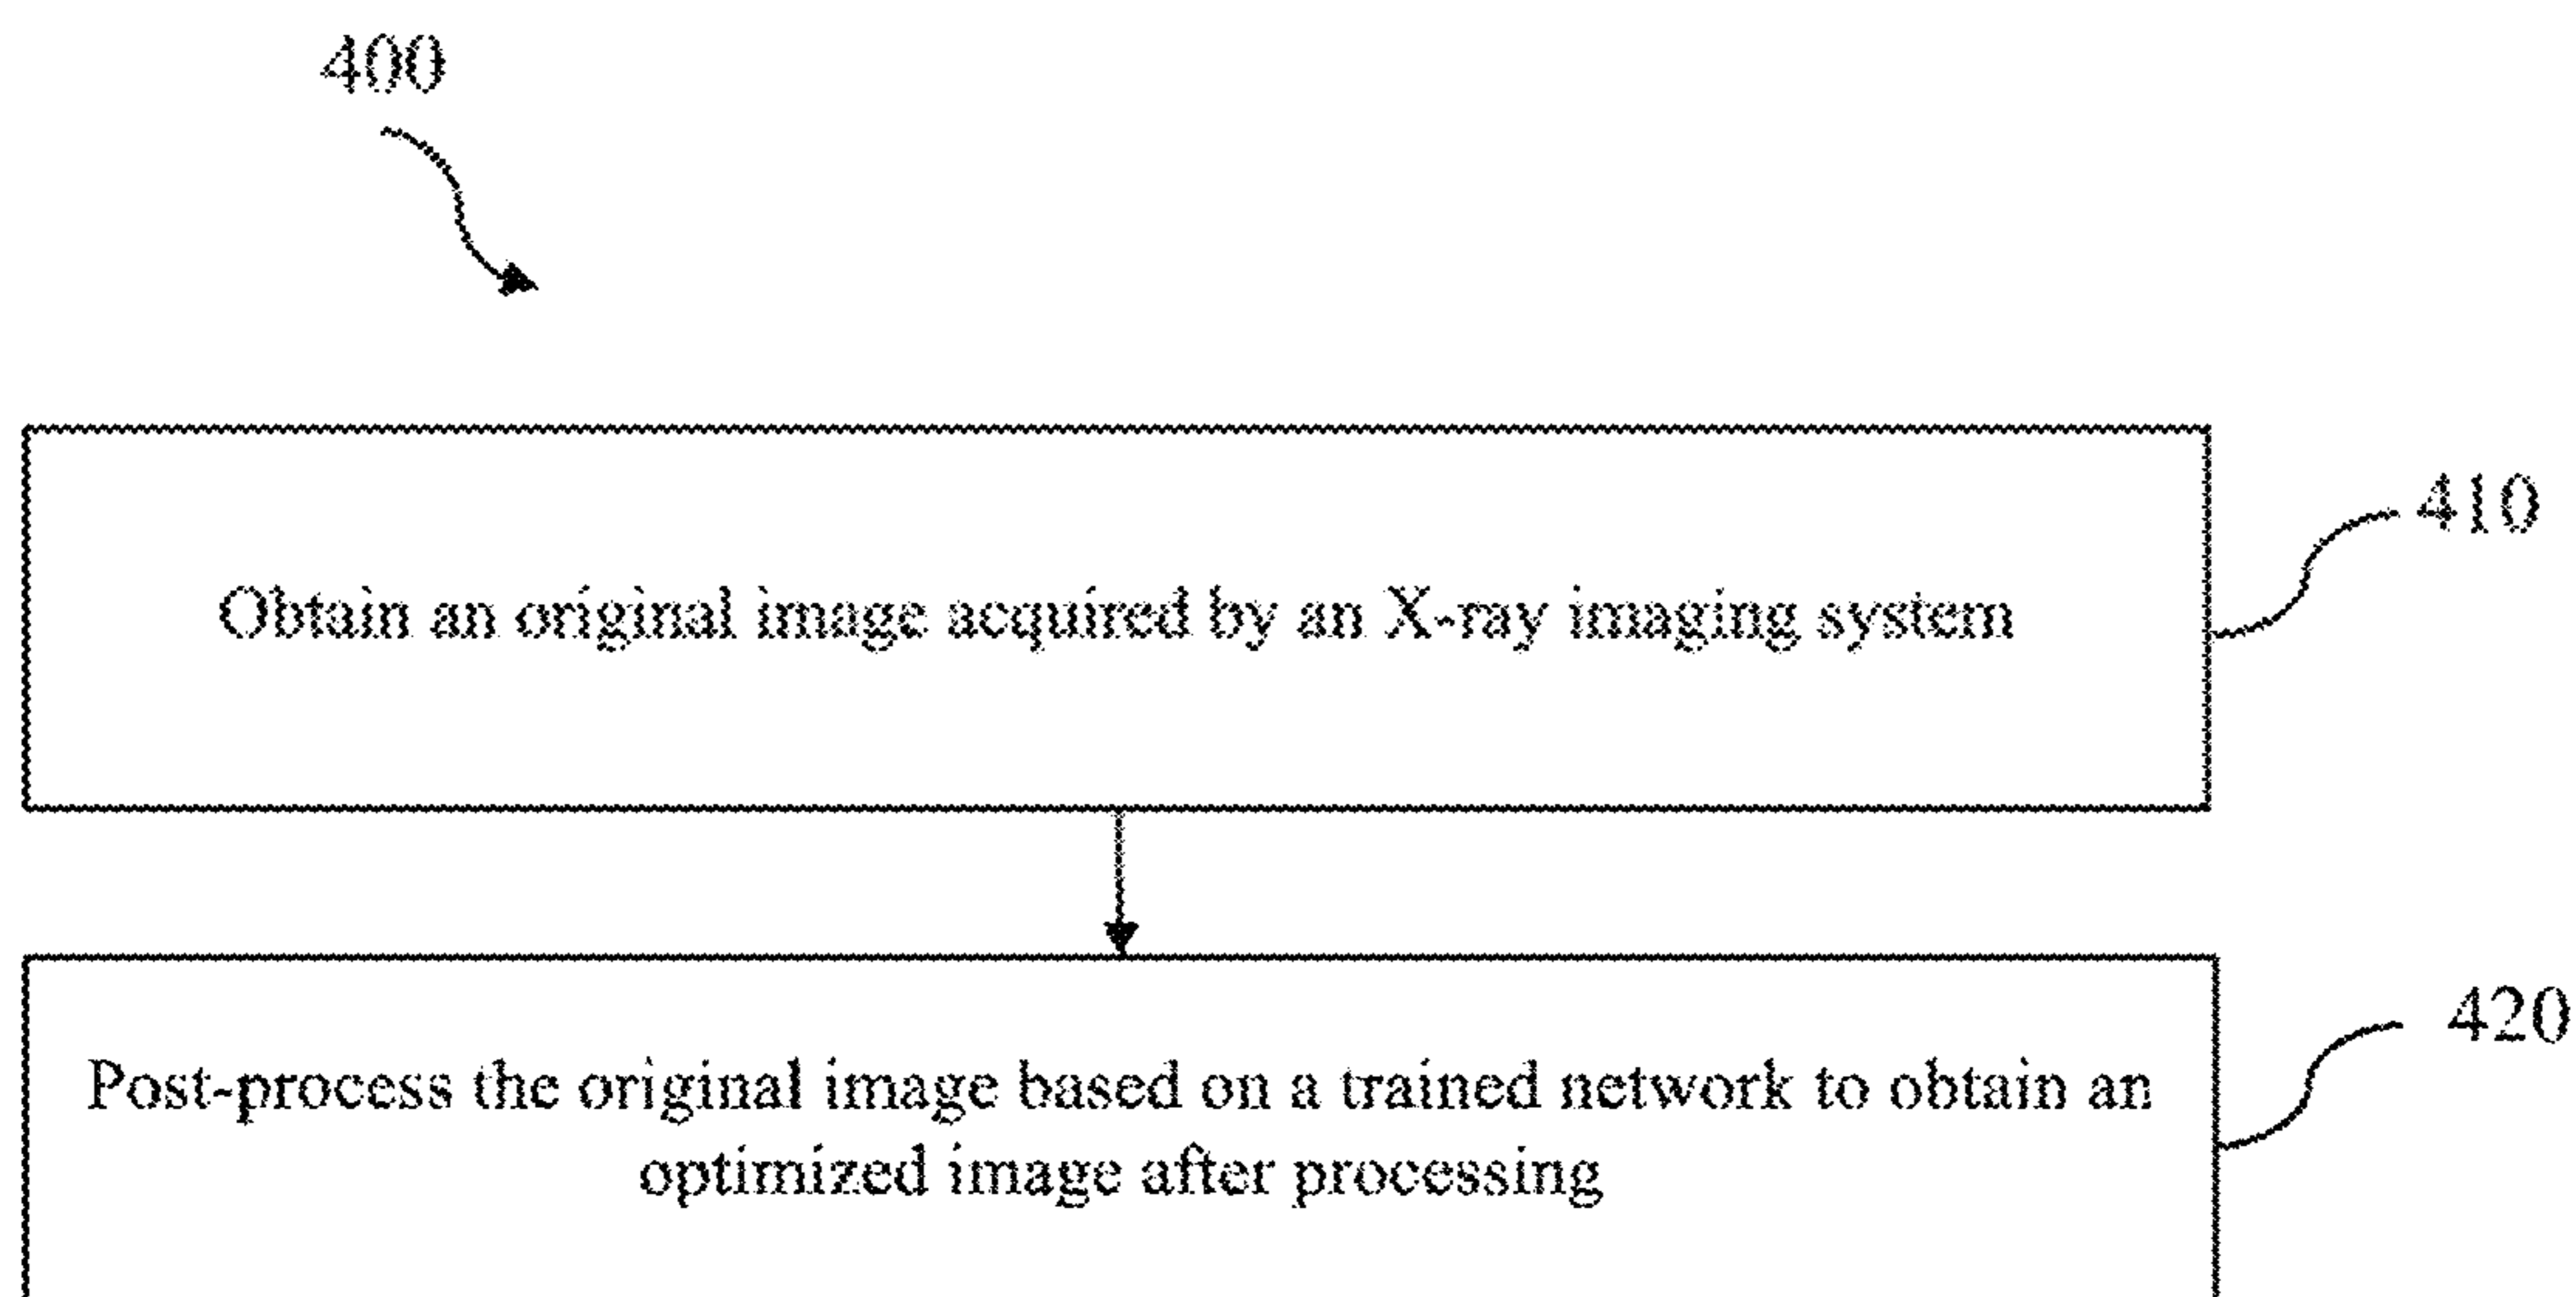 400
410
Obtain an original image acquired by an X-ray imaging system
420
Post-process the original image based on a trained network to obtain an
optimized image after processing